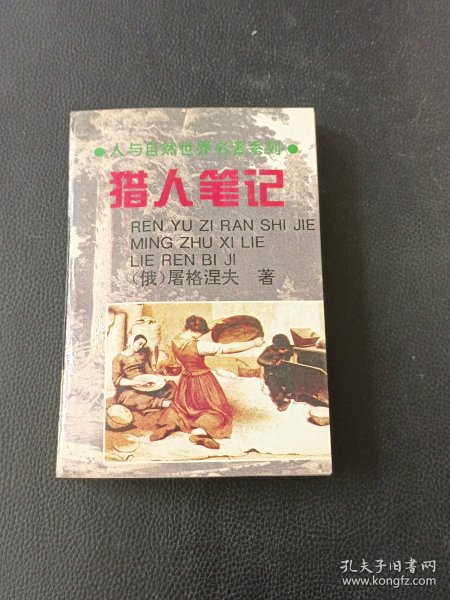 ●人与自然世界名著系列●
猎人笔记
REN YU ZI RAN SHI JIE
MING ZHU XI LIE
LIE REN BI JI
(俄)屠格涅夫 著
孔夫子旧书网
www.kongfz.com